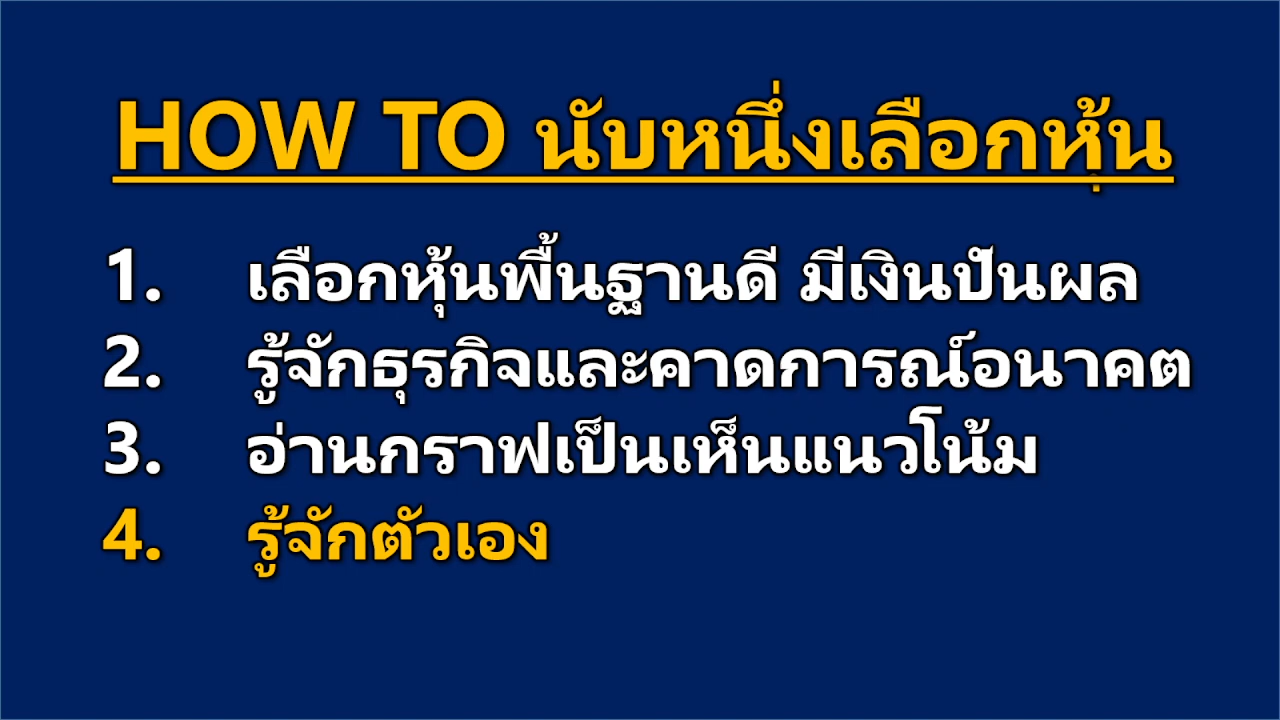 HOW TO นับหนึ่งเลือกหุ้น
1. เลือกหุ้นพื้นฐานดี มีเงินปันผล
2. รู้จักธุรกิจและคาดการณ์อนาคต
3. อ่านกราฟเป็นเห็นแนวโน้ม
4. รู้จักตัวเอง